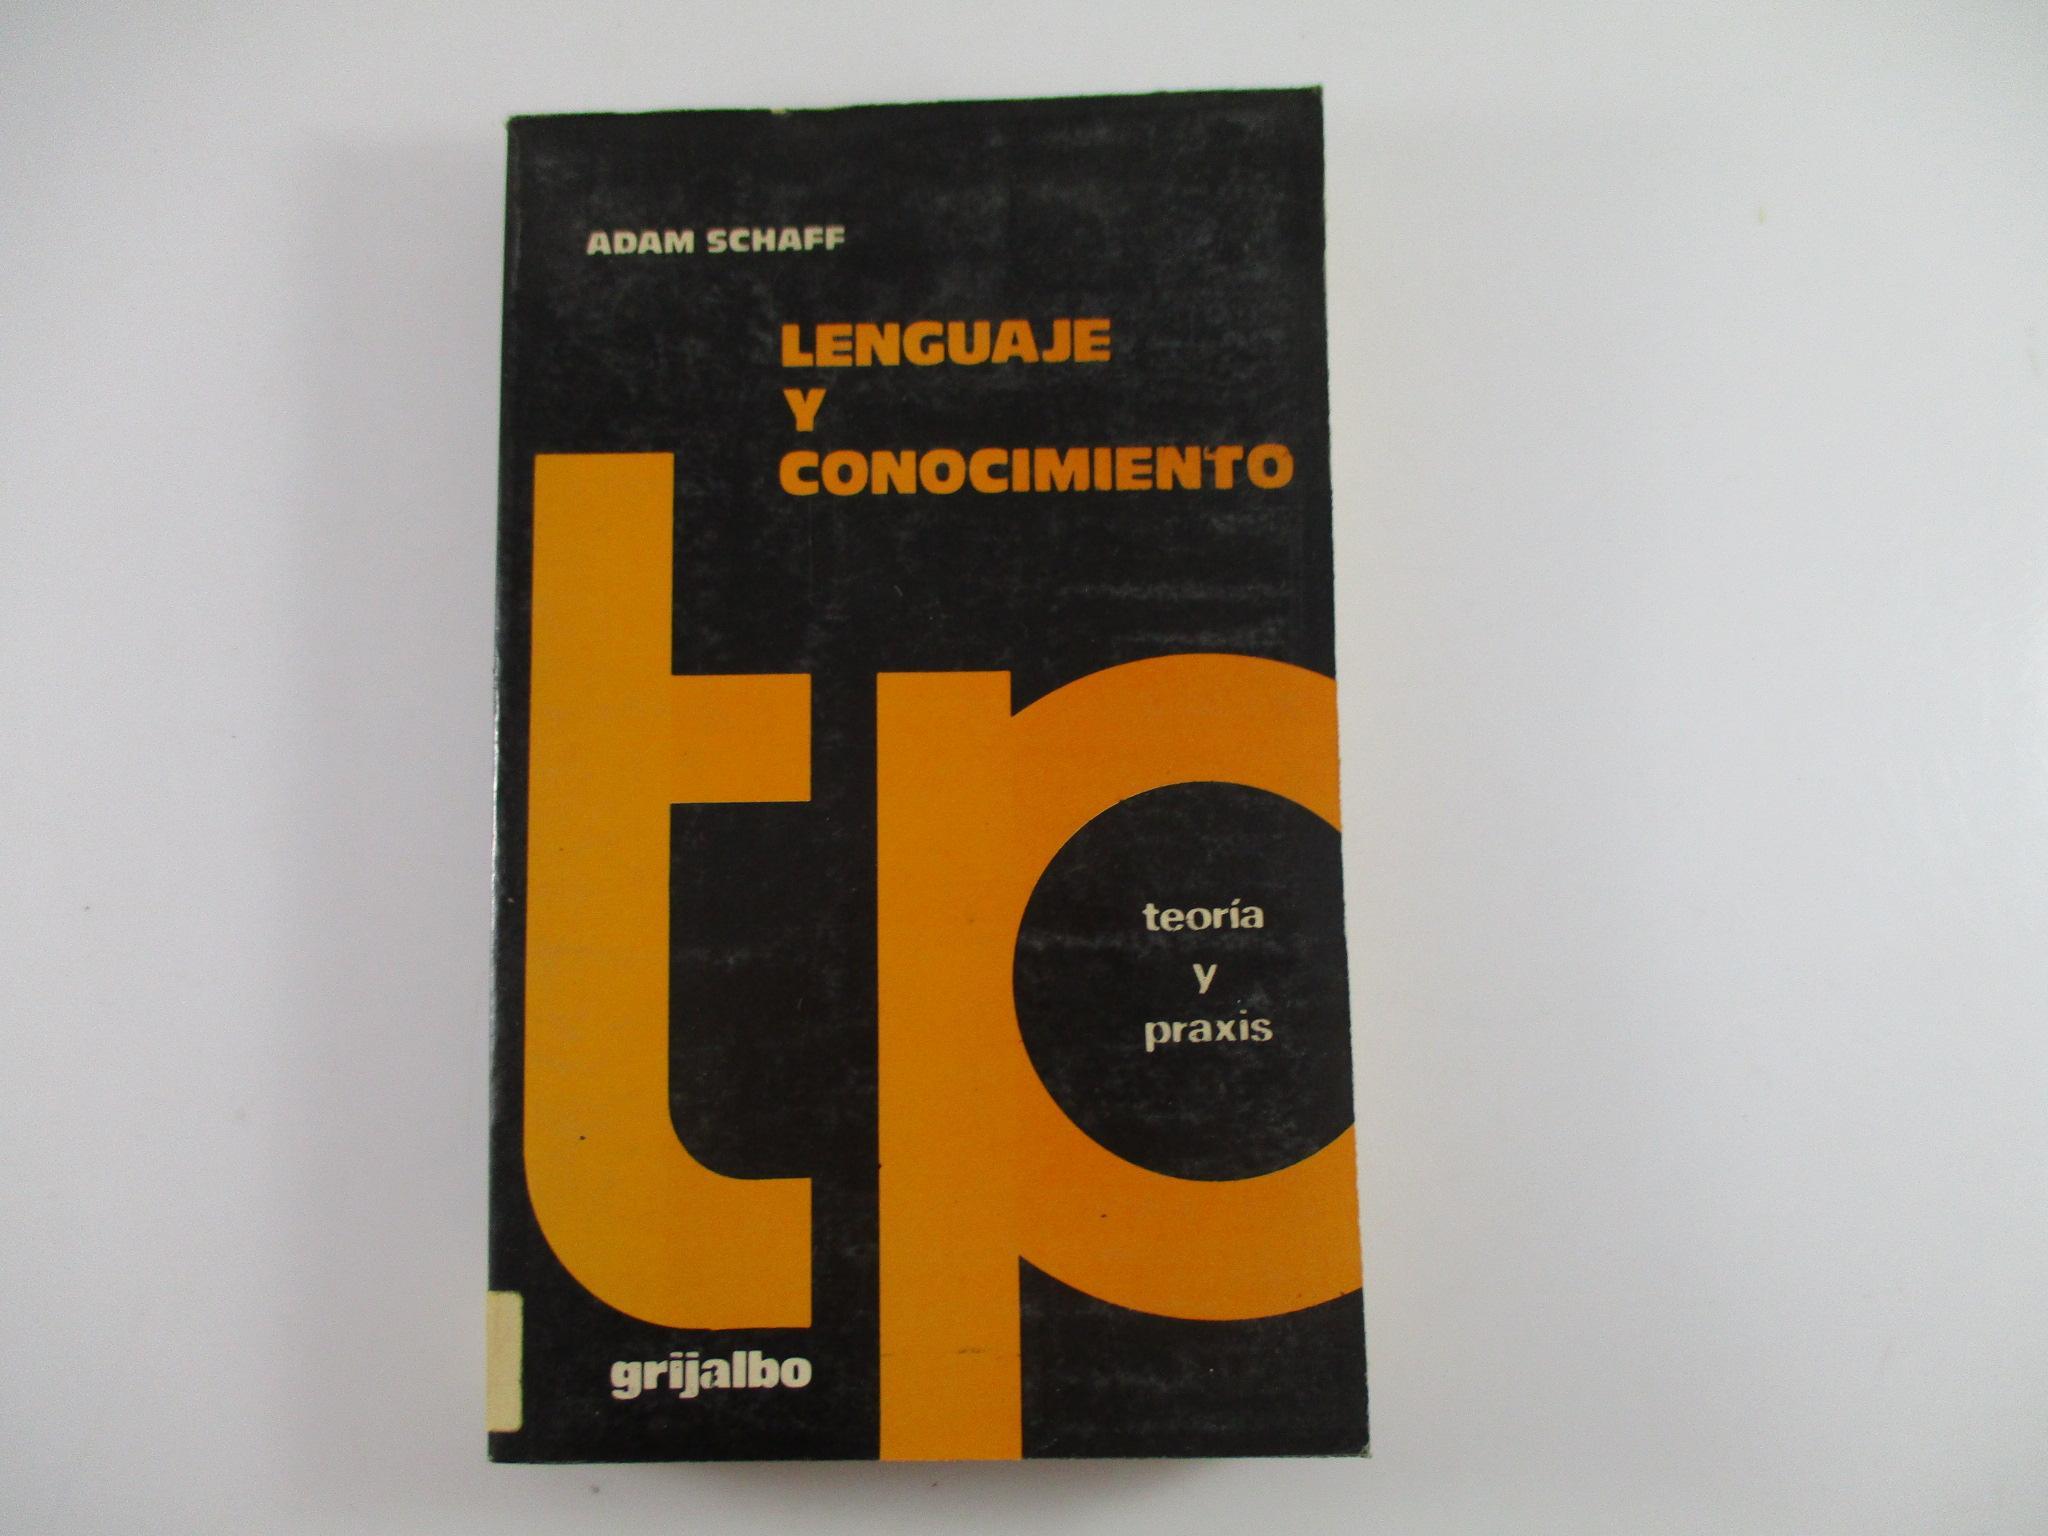 ADAM SCHAFF
LENGUAJE
Y
CONOCIMIENTO
tp
teoría
y
praxis
grijalbo